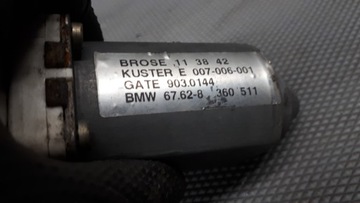 BROSE 11 38 42
KUSTER E 007-006-001
GATE 903.0144
BMW 67.62-8 360 511